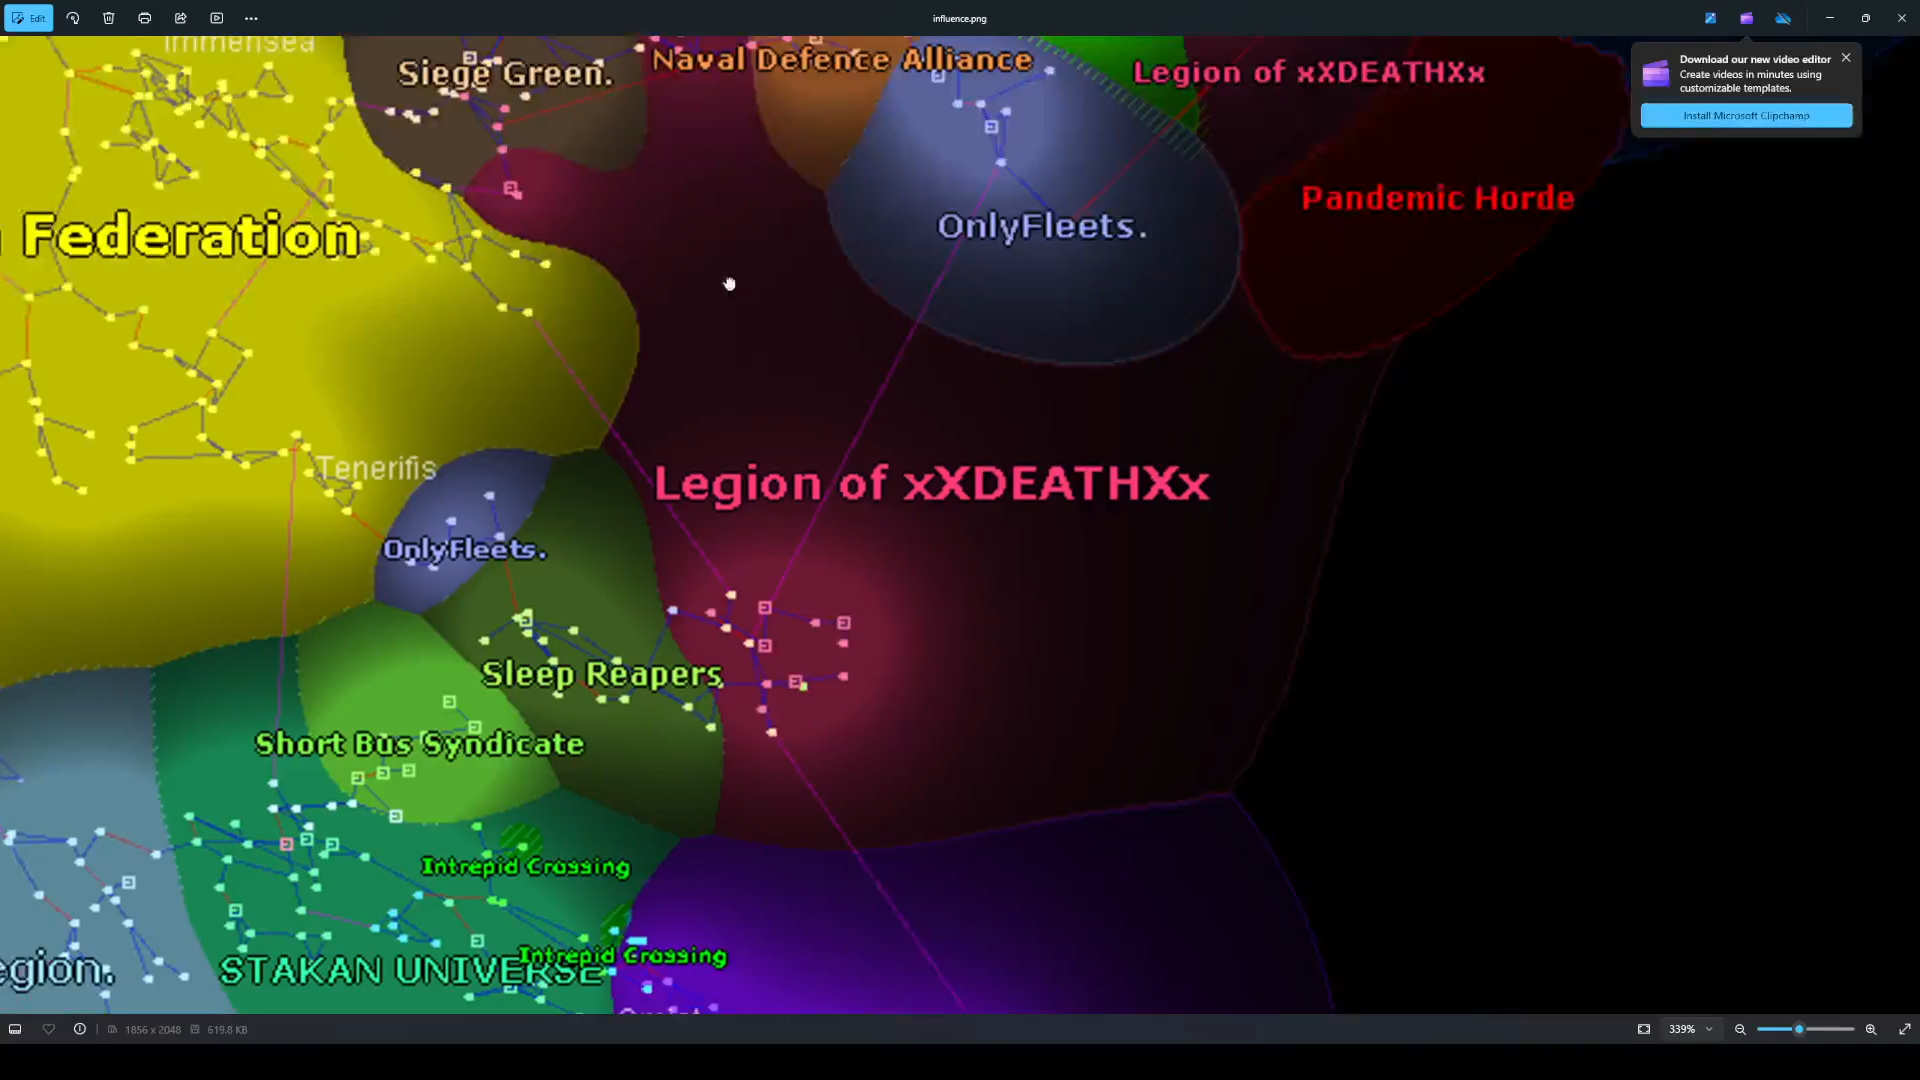 Edit
influence.png
Download our new video editor
Create videos in minutes using
customizable templates.
Install Microsoft Clipchamp
Immensea
Siege Green.
Naval Defence Alliance
Legion of xXDEATHXx
Pandemic Horde
Federation
OnlyFleets.
Tenerifis
Legion of xXDEATHXx
OnlyFleets.
Sleep Reapers
Short Bus Syndicate
Intrepid Crossing
Intrepid Crossing
egion.
STAKAN UNIVERSE
1856 x 2048
619.8 KB
339%